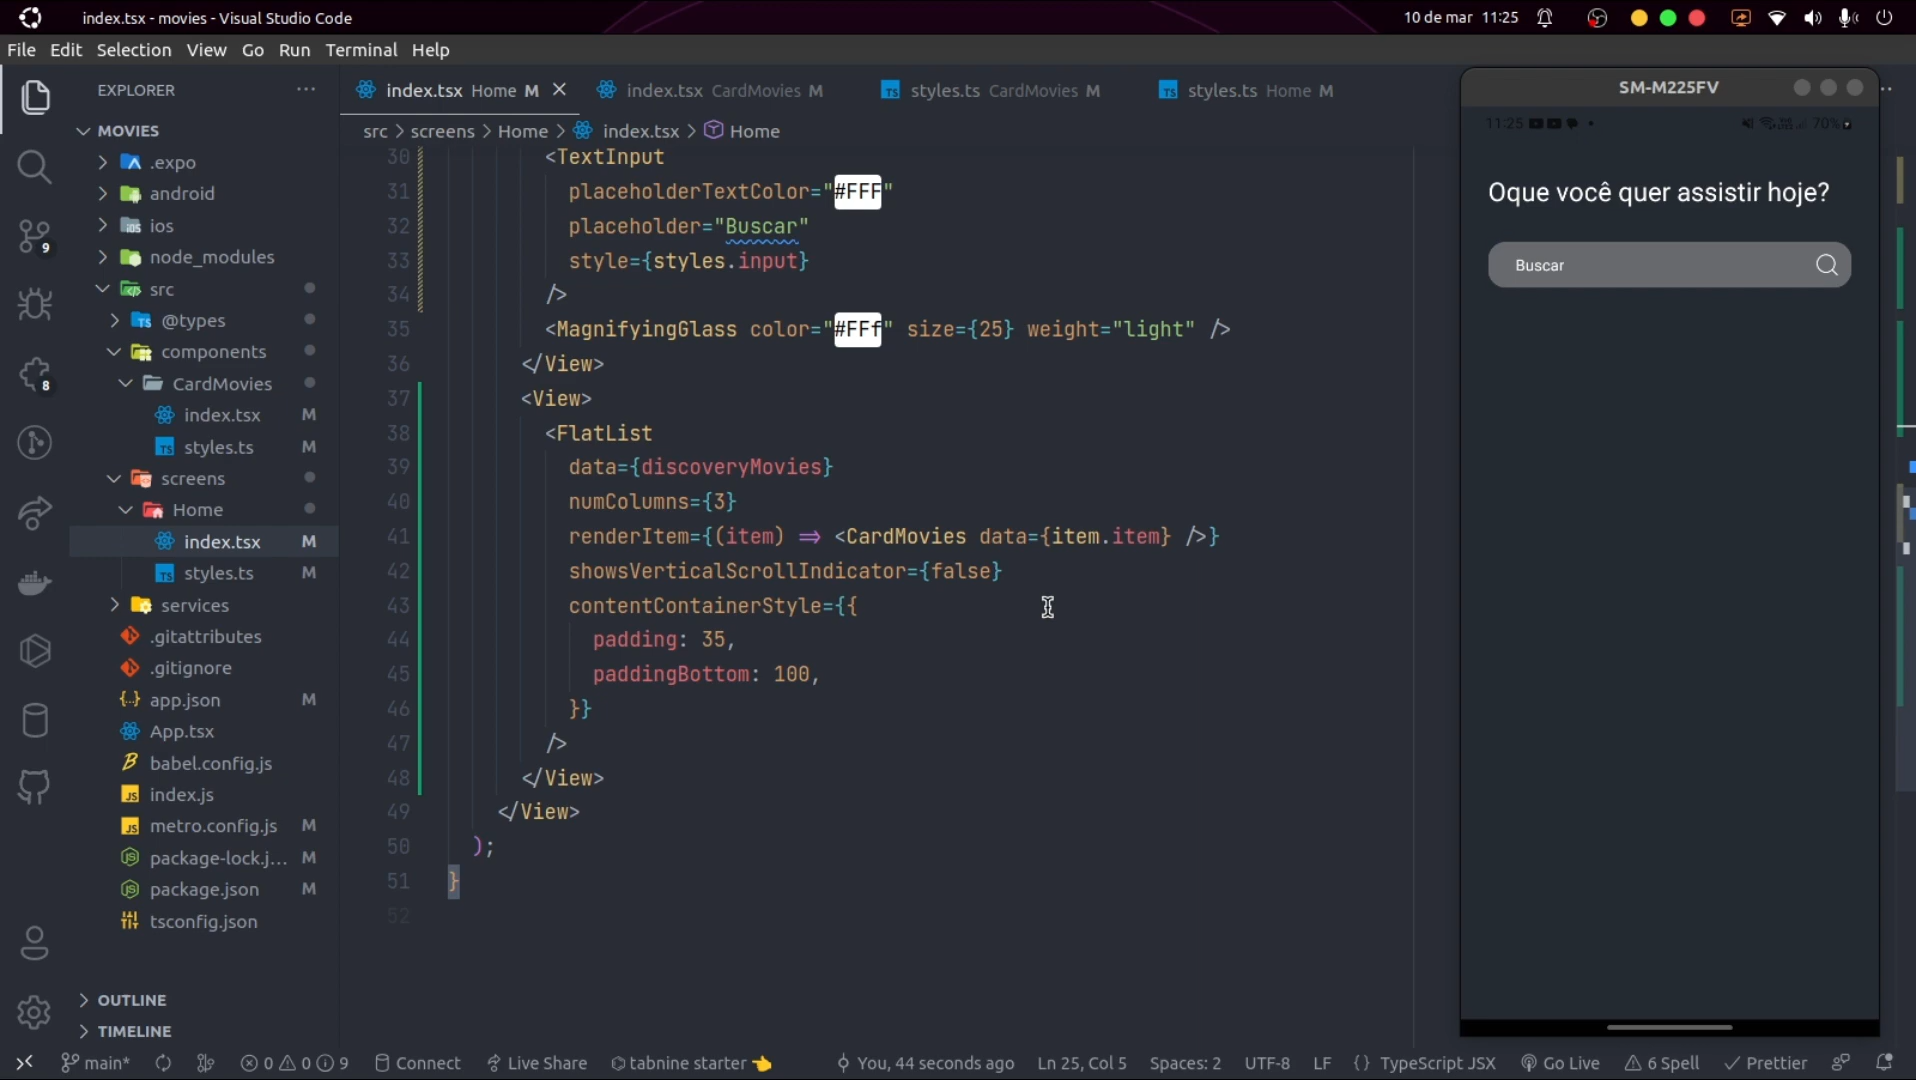 index.tsx - movies - Visual Studio Code
10 de mar 11:25
File Edit Selection View Go Run Terminal Help
EXPLORER
MOVIES
.expo
android
ios
node_modules
src
@types
components
CardMovies
index.tsx M
styles.ts M
screens
Home
index.tsx M
styles.ts M
services
.gitattributes
.gitignore
app.json M
App.tsx
babel.config.js
index.js
metro.config.js M
package-lock.j... M
package.json M
tsconfig.json
OUTLINE
TIMELINE
9
8
index.tsx Home M
index.tsx CardMovies M
styles.ts CardMovies M
styles.ts Home M
src > screens > Home > index.tsx > Home
30 <TextInput
31 placeholderTextColor="#FFF"
32 placeholder="Buscar"
33 style={styles.input}
34 />
35 <MagnifyingGlass color="#FFf" size={25} weight="light" />
36 </View>
37 <View>
38 <FlatList
39 data={discoveryMovies}
40 numColumns={3}
41 renderItem={(item) => <CardMovies data={item.item} />}
42 showsVerticalScrollIndicator={false}
43 contentContainerStyle={{
44 padding: 35,
45 paddingBottom: 100,
46 }}
47 />
48 </View>
49 </View>
50 );
51 }
52
SM-M225FV
11:25
70%
Oque você quer assistir hoje?
Buscar
main* 0 0 9 Connect Live Share tabnine starter You, 44 seconds ago Ln 25, Col 5 Spaces: 2 UTF-8 LF {} TypeScript JSX Go Live 6 Spell Prettier